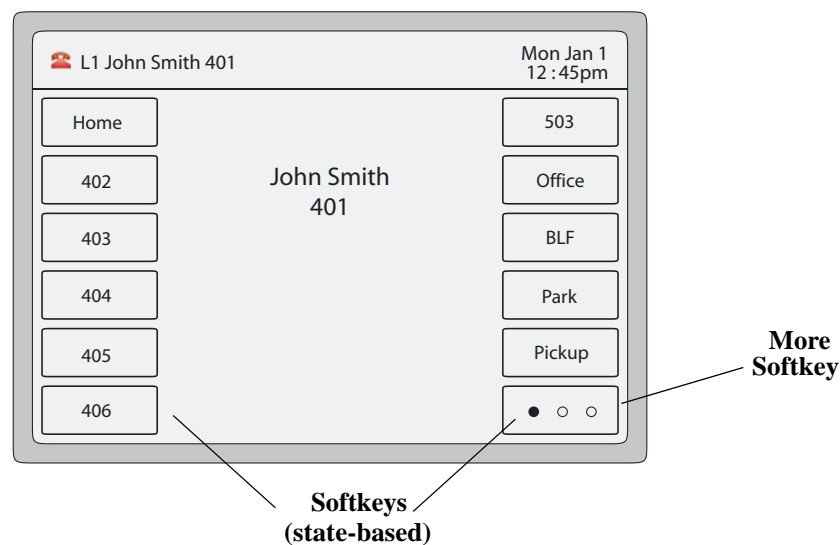 L1 John Smith 401
Mon Jan 1
12 : 45pm
Home
402
403
404
405
406
John Smith
401
503
Office
BLF
Park
Pickup
More
Softkey
Softkeys
(state-based)